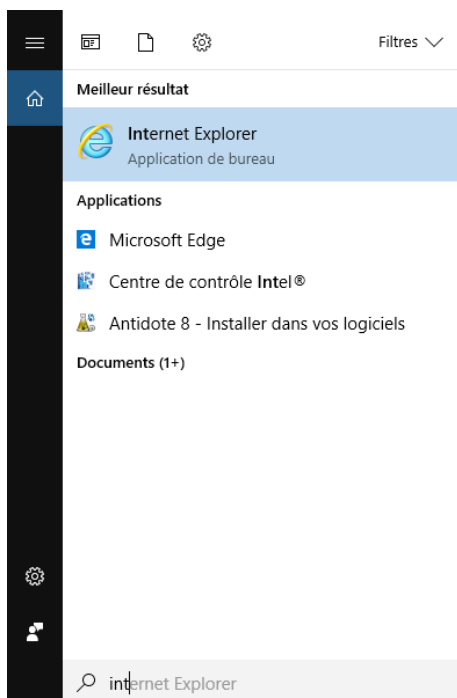 Filtres
Meilleur résultat
Internet Explorer
Application de bureau
Applications
Microsoft Edge
Centre de contrôle Intel®
Antidote 8 - Installer dans vos logiciels
Documents (1+)
internet Explorer